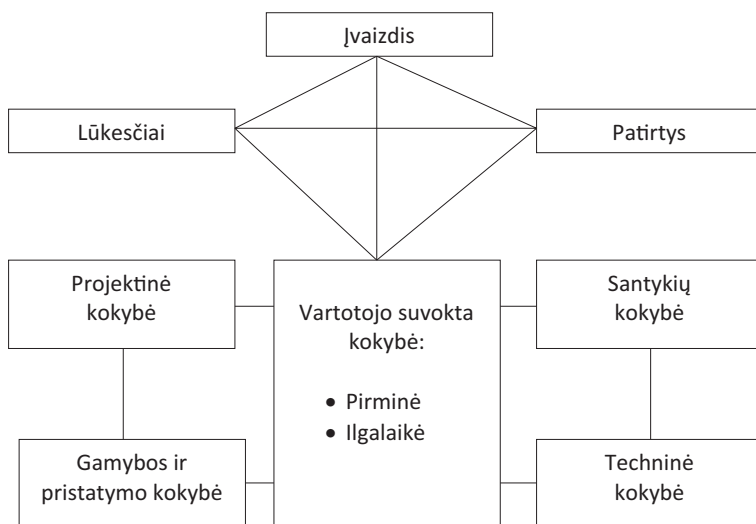 Įvaizdis
Lūkesčiai
Patirtys
Projektinė
kokybė
Vartotojo suvokta
kokybė:
• Pirminė
• Ilgalaikė
Santykių
kokybė
Gamybos ir
pristatymo kokybė
Techninė
kokybė